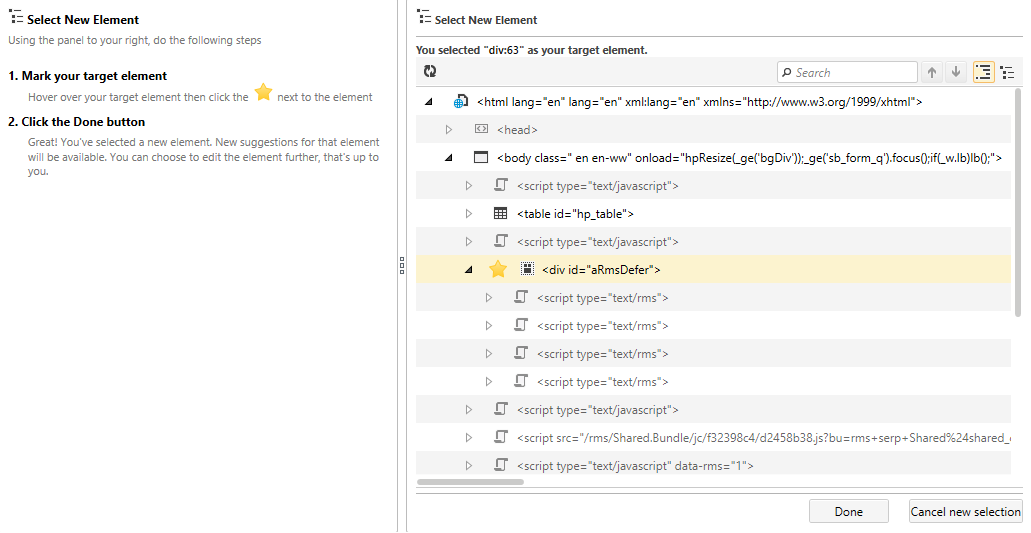 Select New Element
Using the panel to your right, do the following steps
1. Mark your target element
Hover over your target element then click the next to the element
2. Click the Done button
Great! You've selected a new element. New suggestions for that element
will be available. You can choose to edit the element further, that's up to
you.
Select New Element
You selected "div:63" as your target element.
Search
<html lang="en" lang="en" xml:lang="en" xmlns="http://www.w3.org/1999/xhtml">
<head>
<body class=" en en-ww" onload="hpResize(_ge('bgDiv'));_ge('sb_form_q').focus();if(_w.lb)lb();">
<script type="text/javascript">
<table id="hp_table">
<script type="text/javascript">
<div id="aRmsDefer">
<script type="text/rms">
<script type="text/rms">
<script type="text/rms">
<script type="text/rms">
<script type="text/javascript">
<script src="/rms/Shared.Bundle/jc/f32398c4/d2458b38.js?bu=rms+serp+Shared%24shared_
<script type="text/javascript" data-rms="1">
Done
Cancel new selection